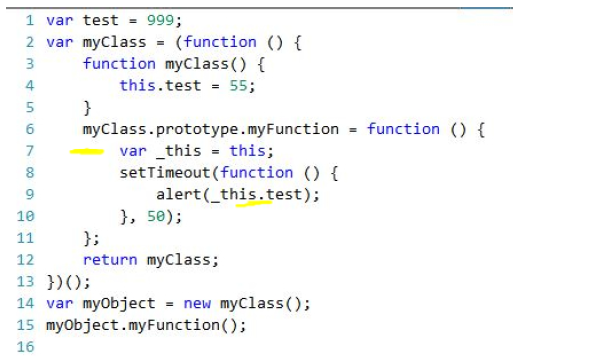 1 var test = 999;
2 var myClass = (function () {
3     function myClass() {
4         this.test = 55;
5     }
6     myClass.prototype.myFunction = function () {
7         var _this = this;
8         setTimeout(function () {
9             alert(_this.test);
10         }, 50);
11     };
12     return myClass;
13 })();
14 var myObject = new myClass();
15 myObject.myFunction();
16